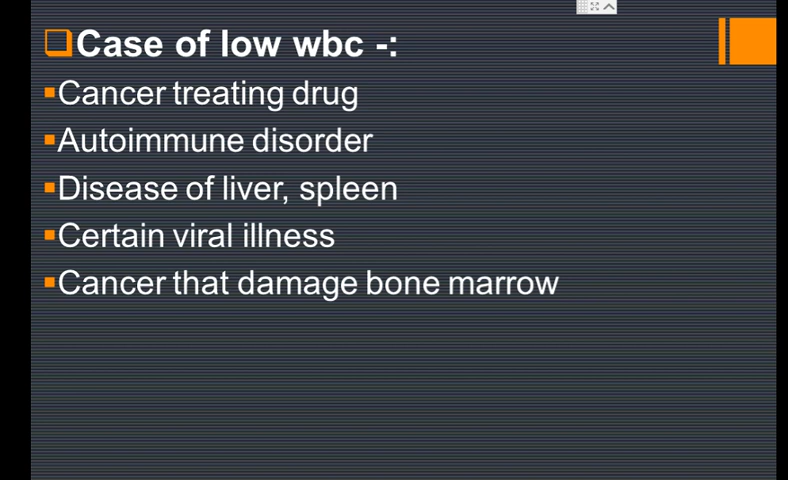 Case of low wbc -:
Cancer treating drug
Autoimmune disorder
Disease of liver, spleen
Certain viral illness
Cancer that damage bone marrow